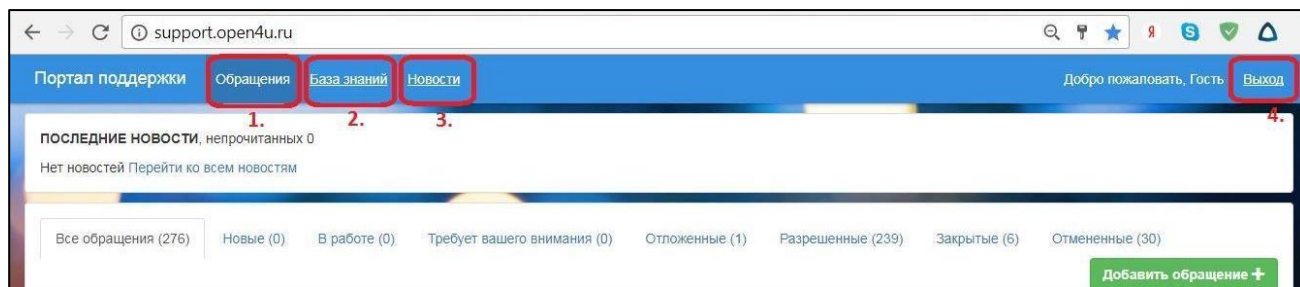 support.open4u.ru
Я S
Портал поддержки Обращения База знаний Новости Добро пожаловать, Гость Выход
1. 2. 3. 4.
ПОСЛЕДНИЕ НОВОСТИ, непрочитанных 0
Нет новостей Перейти ко всем новостям
Все обращения (276) Новые (0) В работе (0) Требует вашего внимания (0) Отложенные (1) Разрешенные (239) Закрытые (6) Отмененные (30)
Добавить обращение +